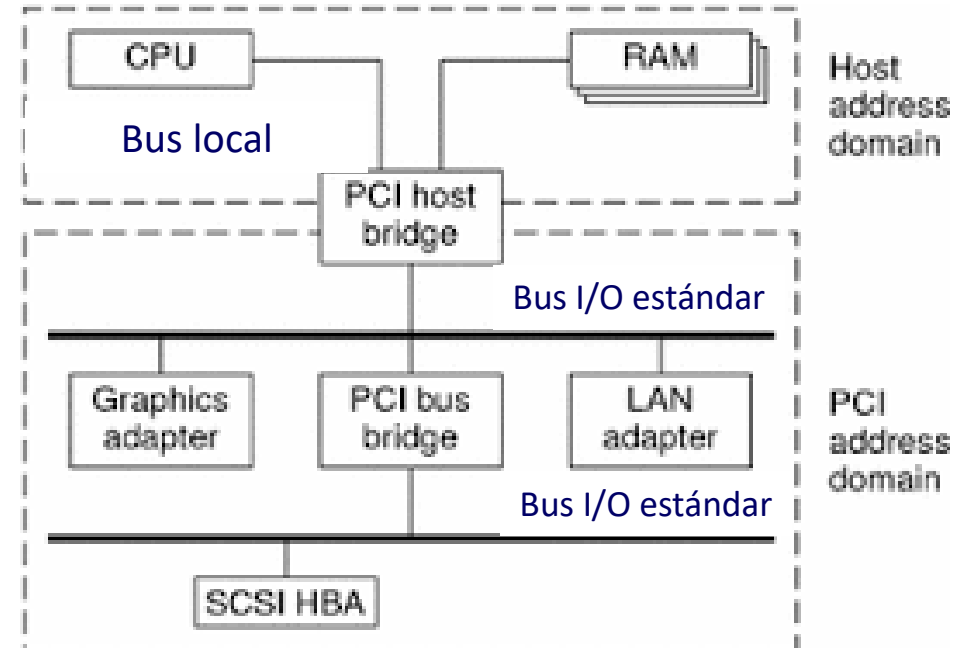 CPU
RAM
Host
address
domain
Bus local
PCI host
bridge
Bus I/O estándar
Graphics
adapter
PCI bus
bridge
LAN
adapter
PCI
address
domain
Bus I/O estándar
SCSI HBA